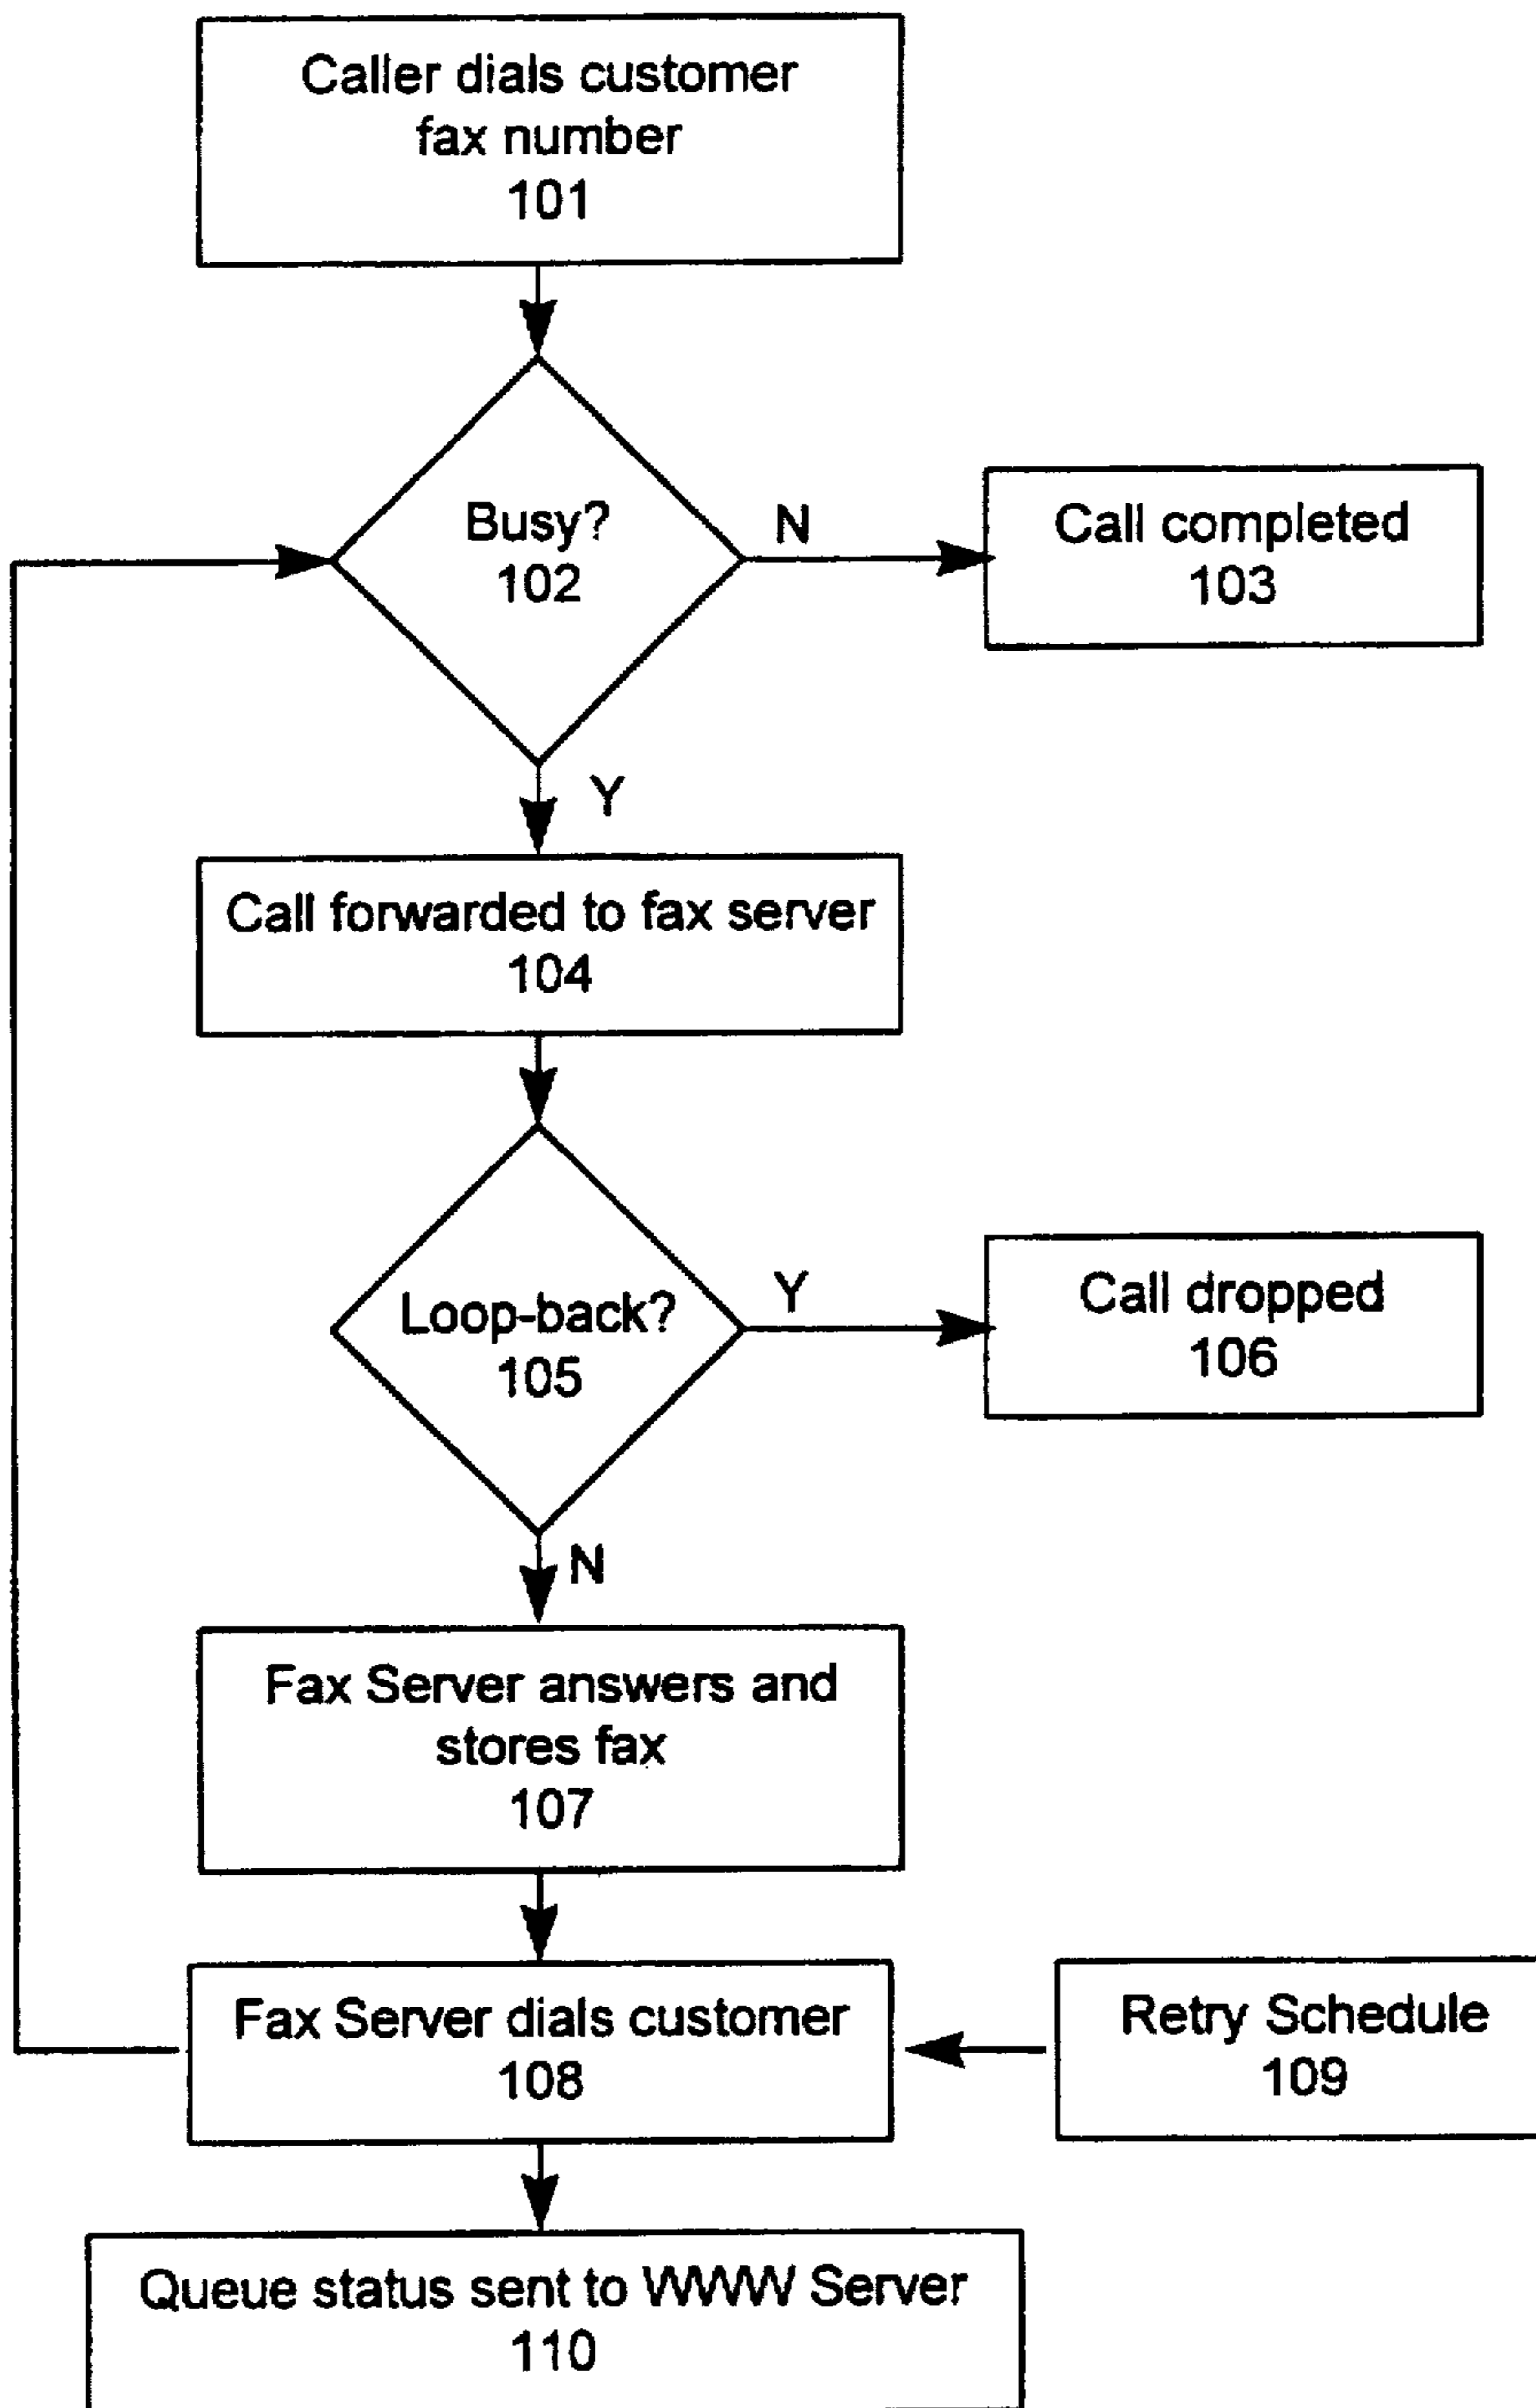 Caller dials customer
fax number
101
Busy?
102
N
Call completed
103
Y
Call forwarded to fax server
104
Loop-back?
105
Y
Call dropped
106
N
Fax Server answers and
stores fax
107
Fax Server dials customer
108
Retry Schedule
109
Queue status sent to WWW Server
110